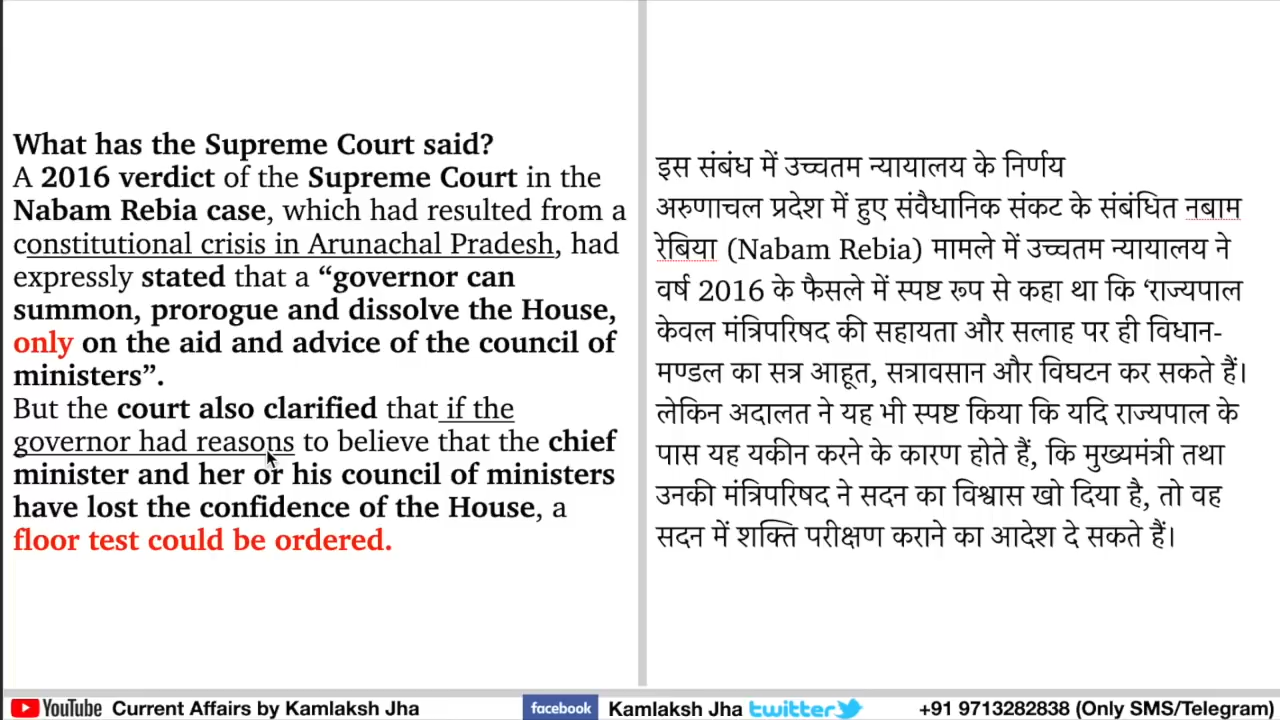 What has the Supreme Court said?
A 2016 verdict of the Supreme Court in the
Nabam Rebia case, which had resulted from a
constitutional crisis in Arunachal Pradesh, had
expressly stated that a “governor can
summon, prorogue and dissolve the House,
only on the aid and advice of the council of
ministers”.
But the court also clarified that if the
governor had reasons to believe that the chief
minister and her or his council of ministers
have lost the confidence of the House, a
floor test could be ordered.
इस संबंध में उच्चतम न्यायालय के निर्णय
अरुणाचल प्रदेश में हुए संवैधानिक संकट के संबंधित नबाम
रेबिया (Nabam Rebia) मामले में उच्चतम न्यायालय ने
वर्ष 2016 के फैसले में स्पष्ट रूप से कहा था कि ‘राज्यपाल
केवल मंत्रिपरिषद की सहायता और सलाह पर ही विधान-
मण्डल का सत्र आहूत, सत्रावसान और विघटन कर सकते हैं।
लेकिन अदालत ने यह भी स्पष्ट किया कि यदि राज्यपाल के
पास यह यकीन करने के कारण होते हैं, कि मुख्यमंत्री तथा
उनकी मंत्रिपरिषद ने सदन का विश्वास खो दिया है, तो वह
सदन में शक्ति परीक्षण कराने का आदेश दे सकते हैं।
YouTube Current Affairs by Kamlaksh Jha facebook Kamlaksh Jha twitter +91 9713282838 (Only SMS/Telegram)